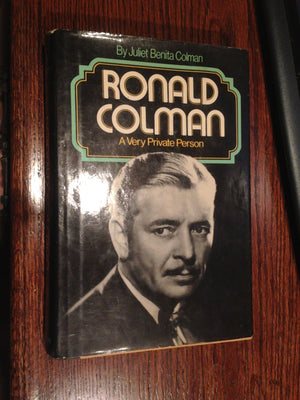 By Juliet Benita Colman
RONALD
COLMAN
A Very Private Person